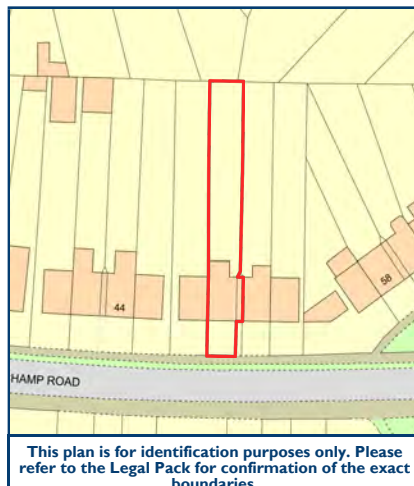 58
44
HAMP ROAD
This plan is for identification purposes only. Please
refer to the Legal Pack for confirmation of the exact
boundaries